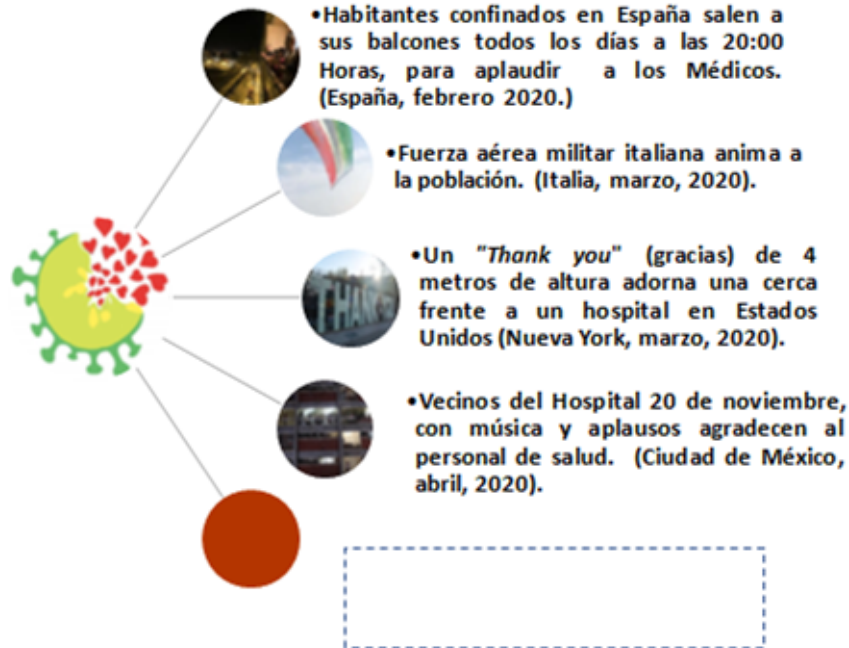 •Habitantes confinados en España salen a
sus balcones todos los días a las 20:00
Horas, para aplaudir a los Médicos.
(España, febrero 2020.)
•Fuerza aérea militar italiana anima a
la población. (Italia, marzo, 2020).
•Un "Thank you" (gracias) de 4
metros de altura adorna una cerca
frente a un hospital en Estados
Unidos (Nueva York, marzo, 2020).
•Vecinos del Hospital 20 de noviembre,
con música y aplausos agradecen al
personal de salud. (Ciudad de México,
abril, 2020).